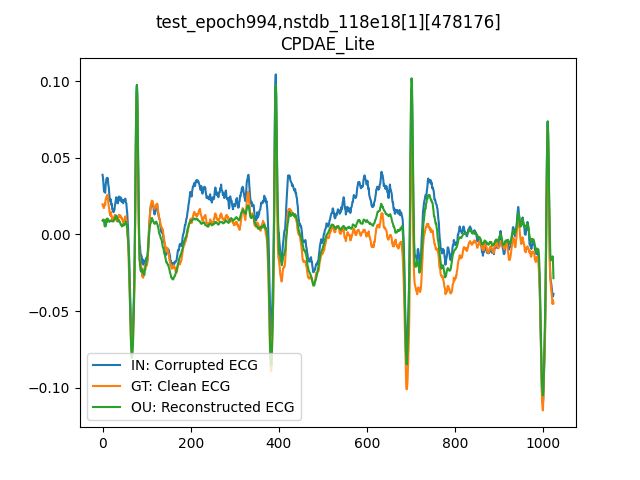 test_epoch994,nstdb_118e18[1][478176]
CPDAE_Lite
0.10
0.05
0.00
−0.05
−0.10
IN: Corrupted ECG
GT: Clean ECG
OU: Reconstructed ECG
0 200 400 600 800 1000